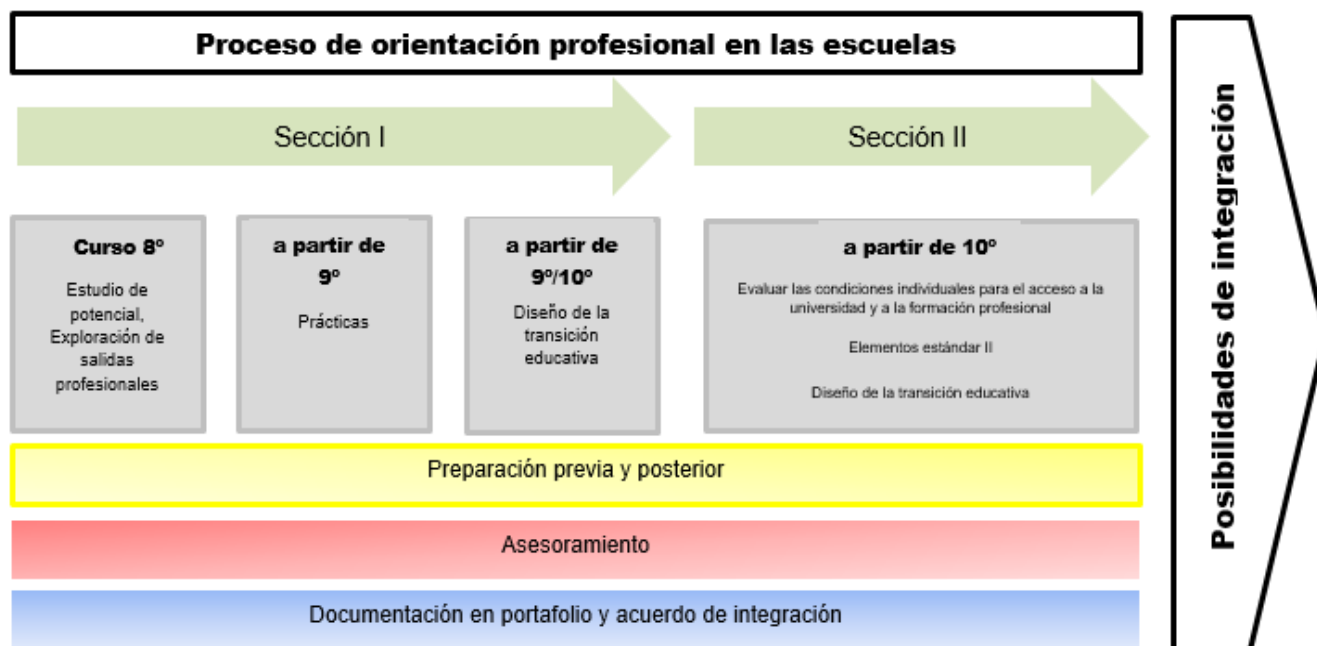 Proceso de orientación profesional en las escuelas
Sección I
Sección II
Curso 8º
Estudio de
potencial,
Exploración de
salidas
profesionales
a partir de
9º
Prácticas
a partir de
9º/10º
Diseño de la
transición
educativa
a partir de 10º
Evaluar las condiciones individuales para el acceso a la
universidad y a la formación profesional
Elementos estándar II
Diseño de la transición educativa
Preparación previa y posterior
Asesoramiento
Documentación en portafolio y acuerdo de integración
Posibilidades de integración